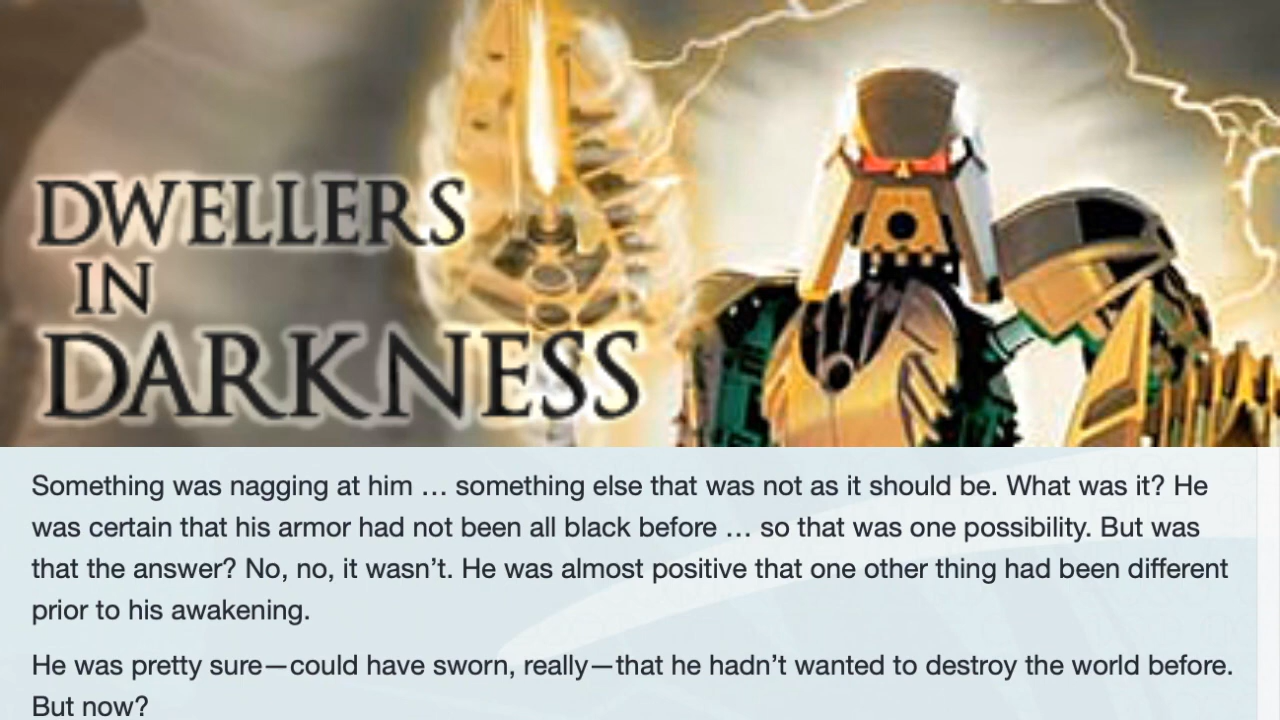 DWELLERS
IN
DARKNESS
Something was nagging at him … something else that was not as it should be. What was it? He
was certain that his armor had not been all black before … so that was one possibility. But was
that the answer? No, no, it wasn’t. He was almost positive that one other thing had been different
prior to his awakening.
He was pretty sure—could have sworn, really—that he hadn’t wanted to destroy the world before.
But now?